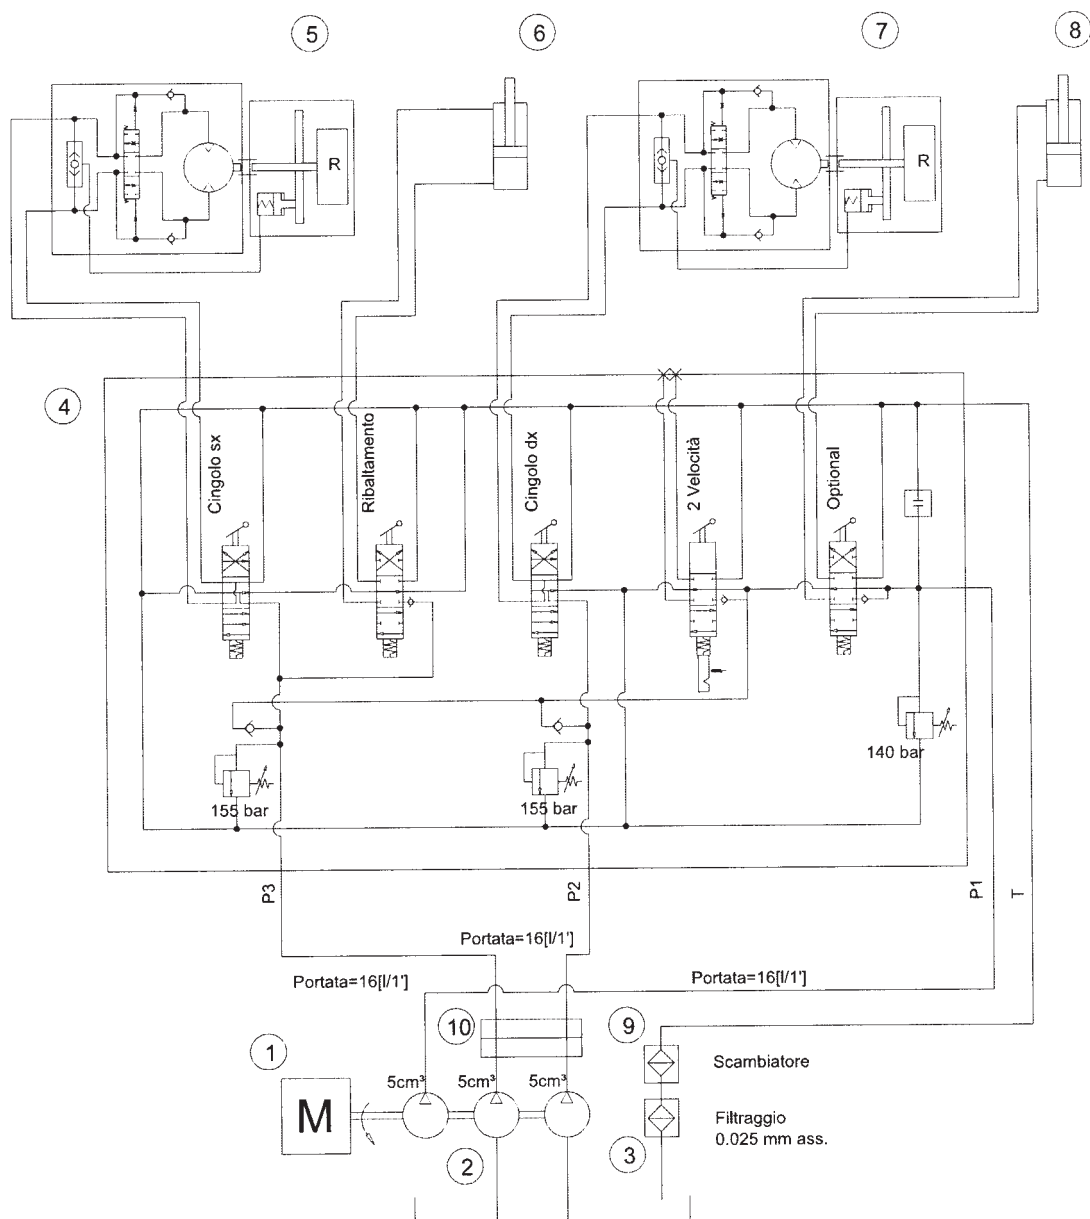 5
6
7
8
R
R
4
Cingolo sx
Ribaltamento
Cingolo dx
2 Velocità
Optional
140 bar
155 bar
155 bar
P3
P2
P1
T
Portata=16[l/1']
Portata=16[l/1']
Portata=16[l/1']
10
9
1
Scambiatore
5cm³
5cm³
5cm³
M
Filtraggio
0.025 mm ass.
2
3